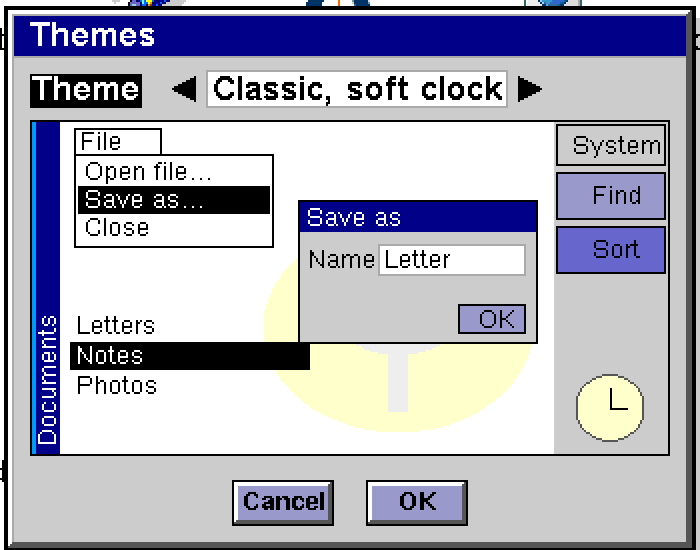 Themes
Theme
Classic, soft clock
File
Open file...
Save as...
Close
Save as
Name Letter
OK
System
Find
Sort
Documents
Letters
Notes
Photos
Cancel
OK